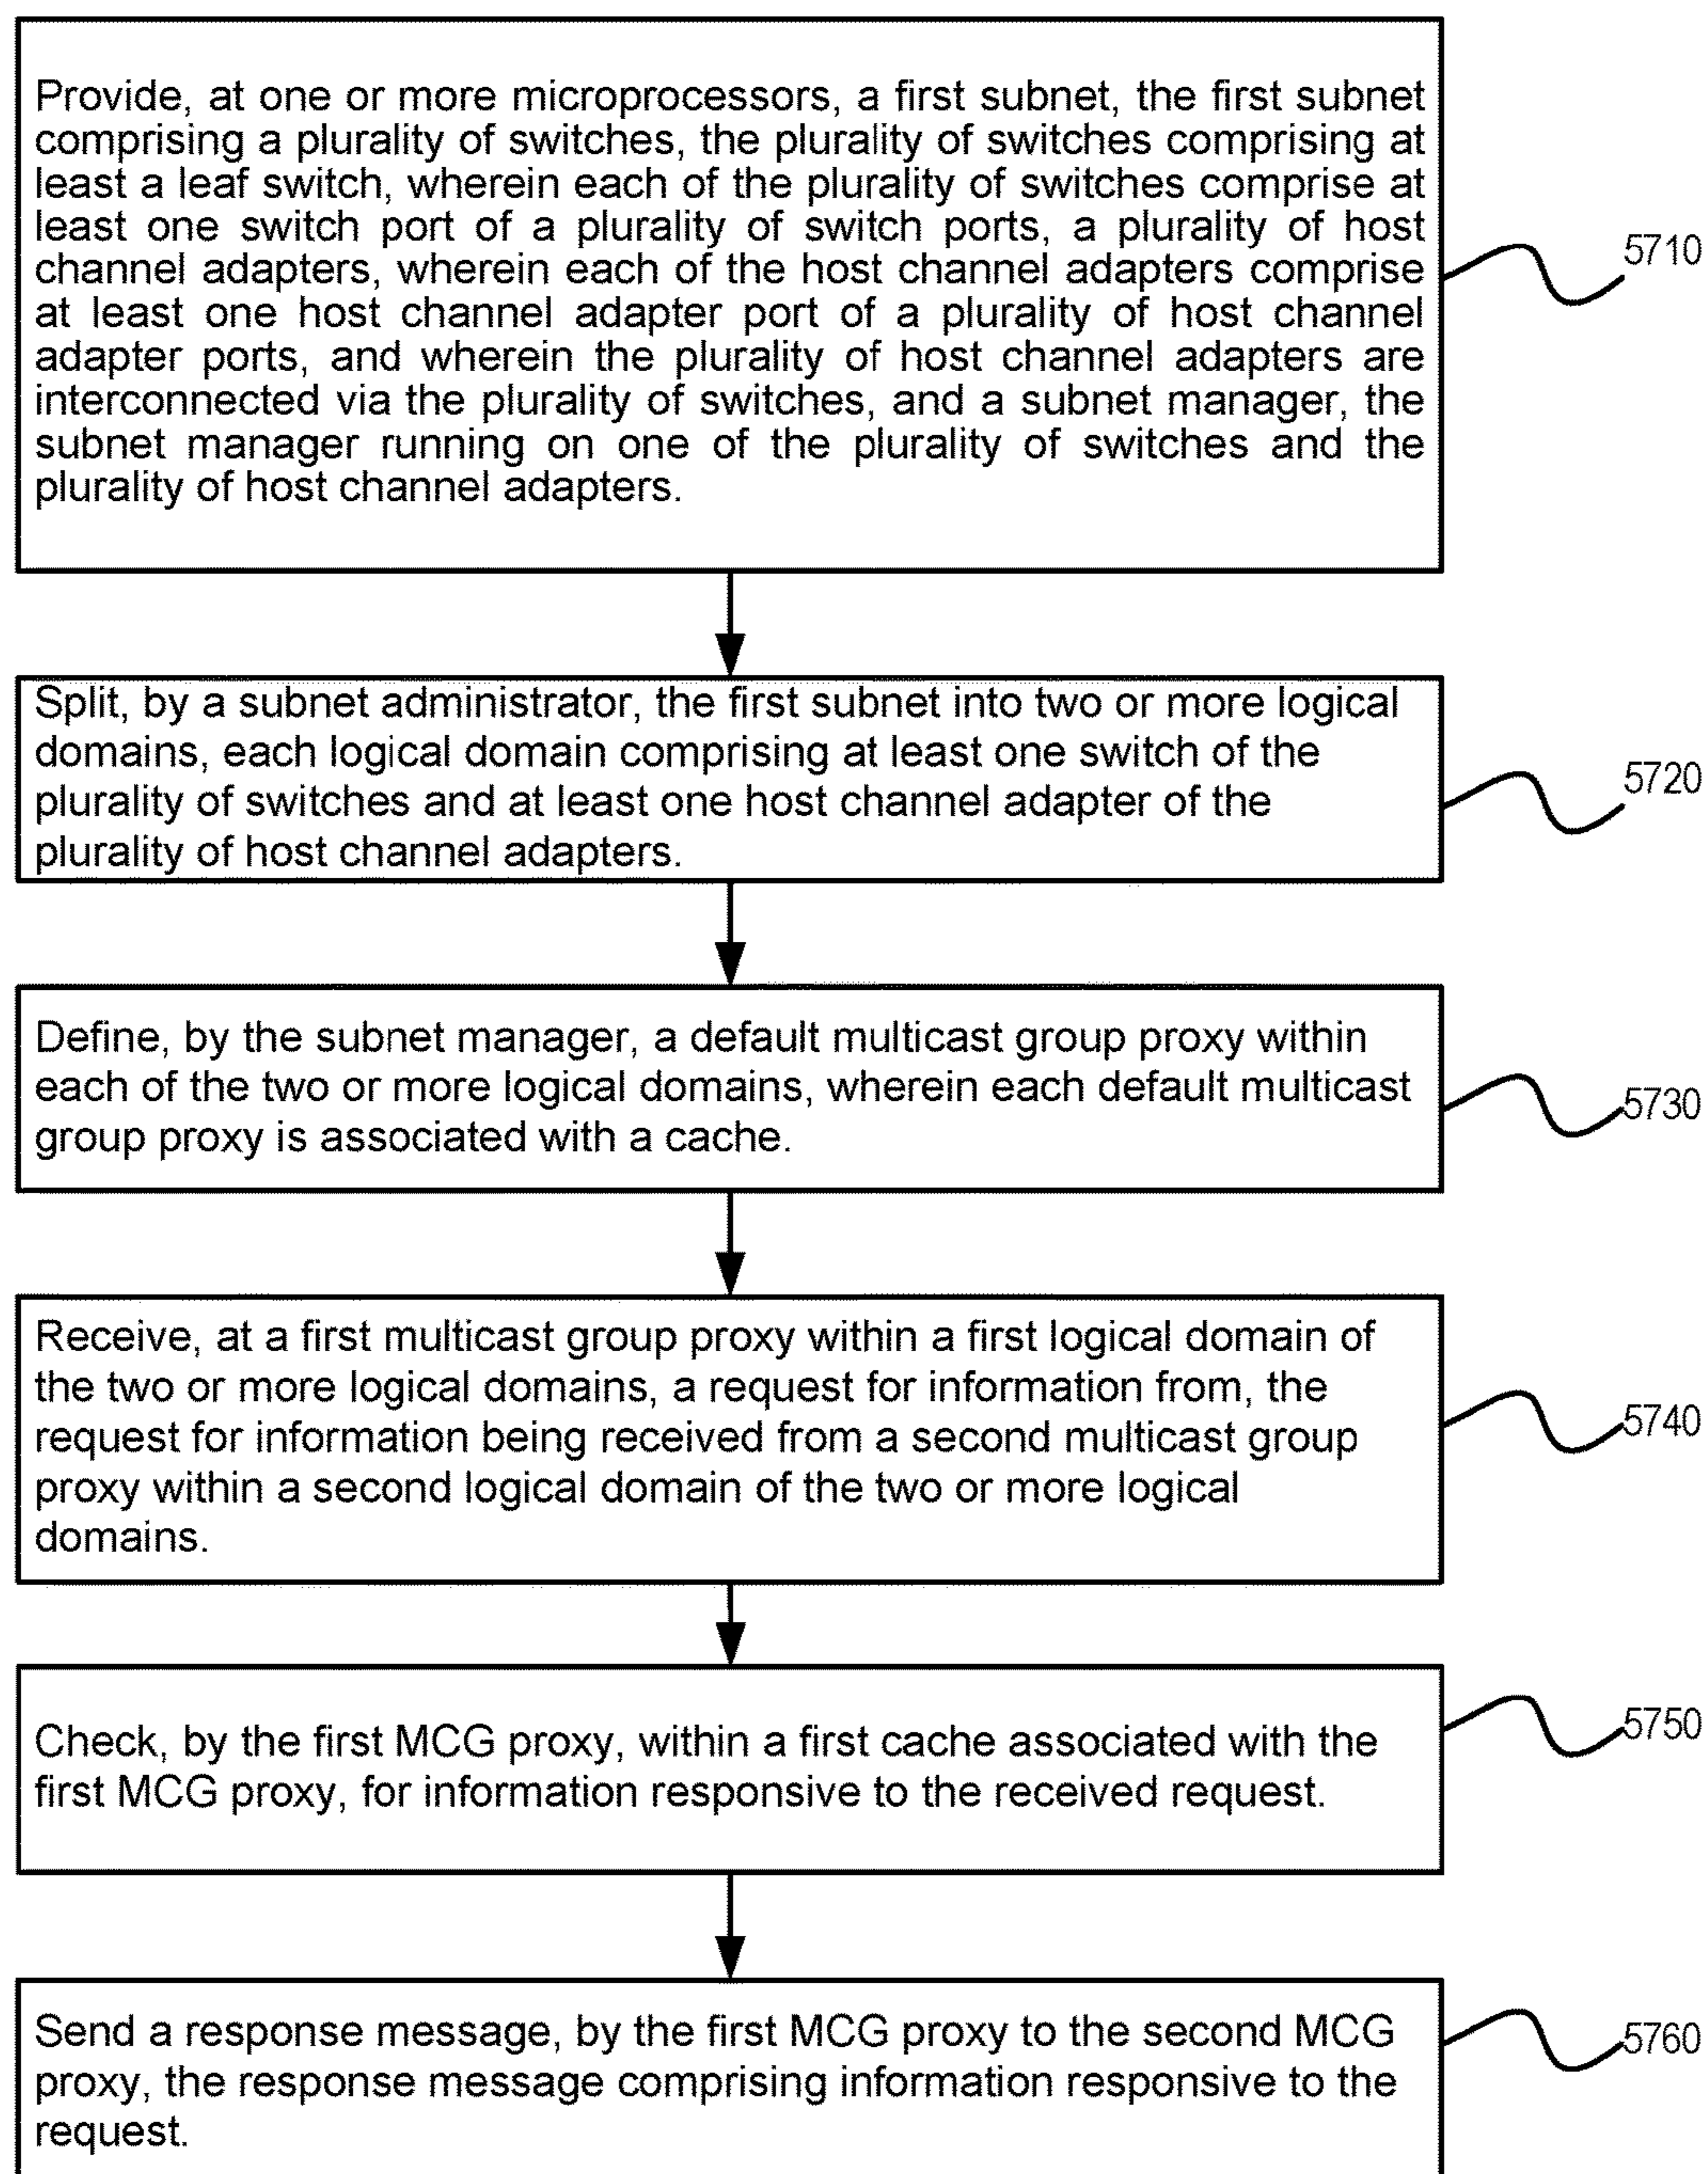 Provide, at one or more microprocessors, a first subnet, the first subnet
comprising a plurality of switches, the plurality of switches comprising at
least a leaf switch, wherein each of the plurality of switches comprise at
least one switch port of a plurality of switch ports, a plurality of host
channel adapters, wherein each of the host channel adapters comprise
at least one host channel adapter port of a plurality of host channel
adapter ports, and wherein the plurality of host channel adapters are
interconnected via the plurality of switches, and a subnet manager, the
subnet manager running on one of the plurality of switches and the
plurality of host channel adapters.
5710
Split, by a subnet administrator, the first subnet into two or more logical
domains, each logical domain comprising at least one switch of the
plurality of switches and at least one host channel adapter of the
plurality of host channel adapters.
5720
Define, by the subnet manager, a default multicast group proxy within
each of the two or more logical domains, wherein each default multicast
group proxy is associated with a cache.
5730
Receive, at a first multicast group proxy within a first logical domain of
the two or more logical domains, a request for information from, the
request for information being received from a second multicast group
proxy within a second logical domain of the two or more logical
domains.
5740
Check, by the first MCG proxy, within a first cache associated with the
first MCG proxy, for information responsive to the received request.
5750
Send a response message, by the first MCG proxy to the second MCG
proxy, the response message comprising information responsive to the
request.
5760